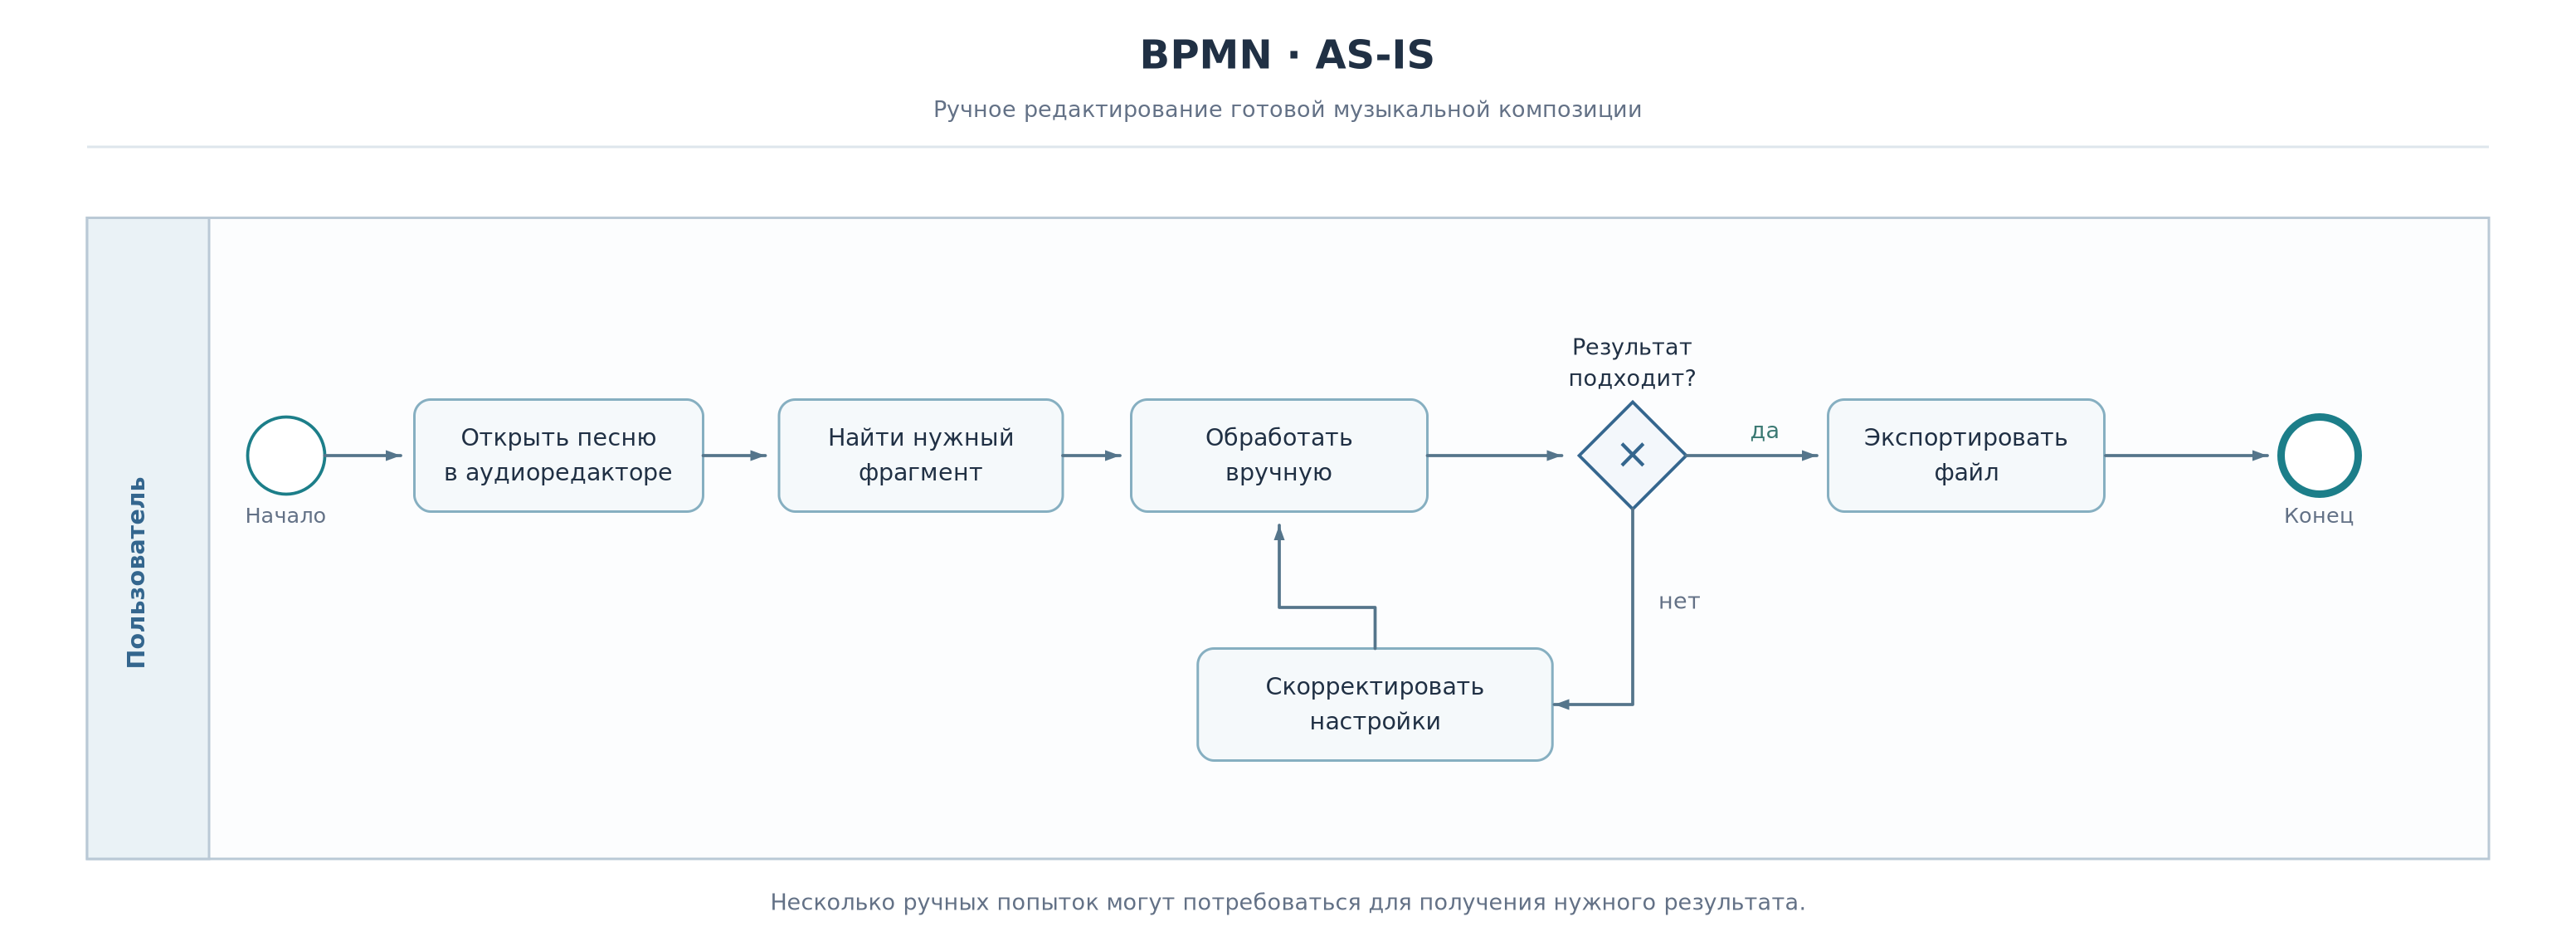 BPMN · AS-IS
Ручное редактирование готовой музыкальной композиции
Пользователь
Начало
Открыть песню
в аудиоредакторе
Найти нужный
фрагмент
Обработать
вручную
Результат
подходит?
да
Экспортировать
файл
Конец
нет
Скорректировать
настройки
Несколько ручных попыток могут потребоваться для получения нужного результата.